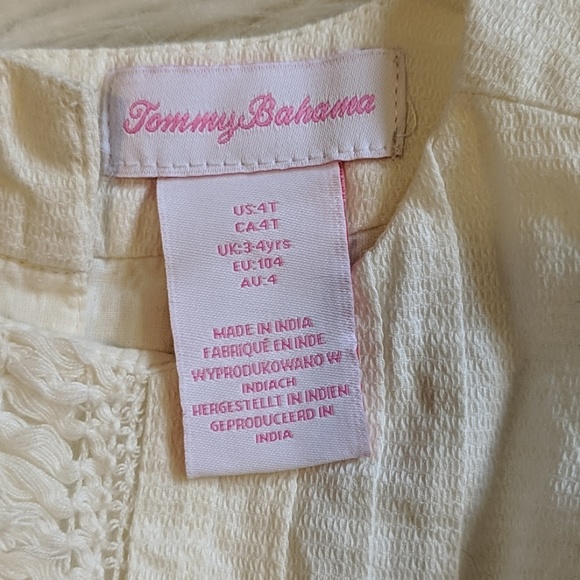 Tommy Bahama
US:4T
CA:4T
UK:3-4yrs
EU:104
AU:4
MADE IN INDIA
FABRIQUÉ EN INDE
WYPRODUKOWANO W
INDIACH
HERGESTELLT IN INDIEN
GEPRODUCEERD IN
INDIA